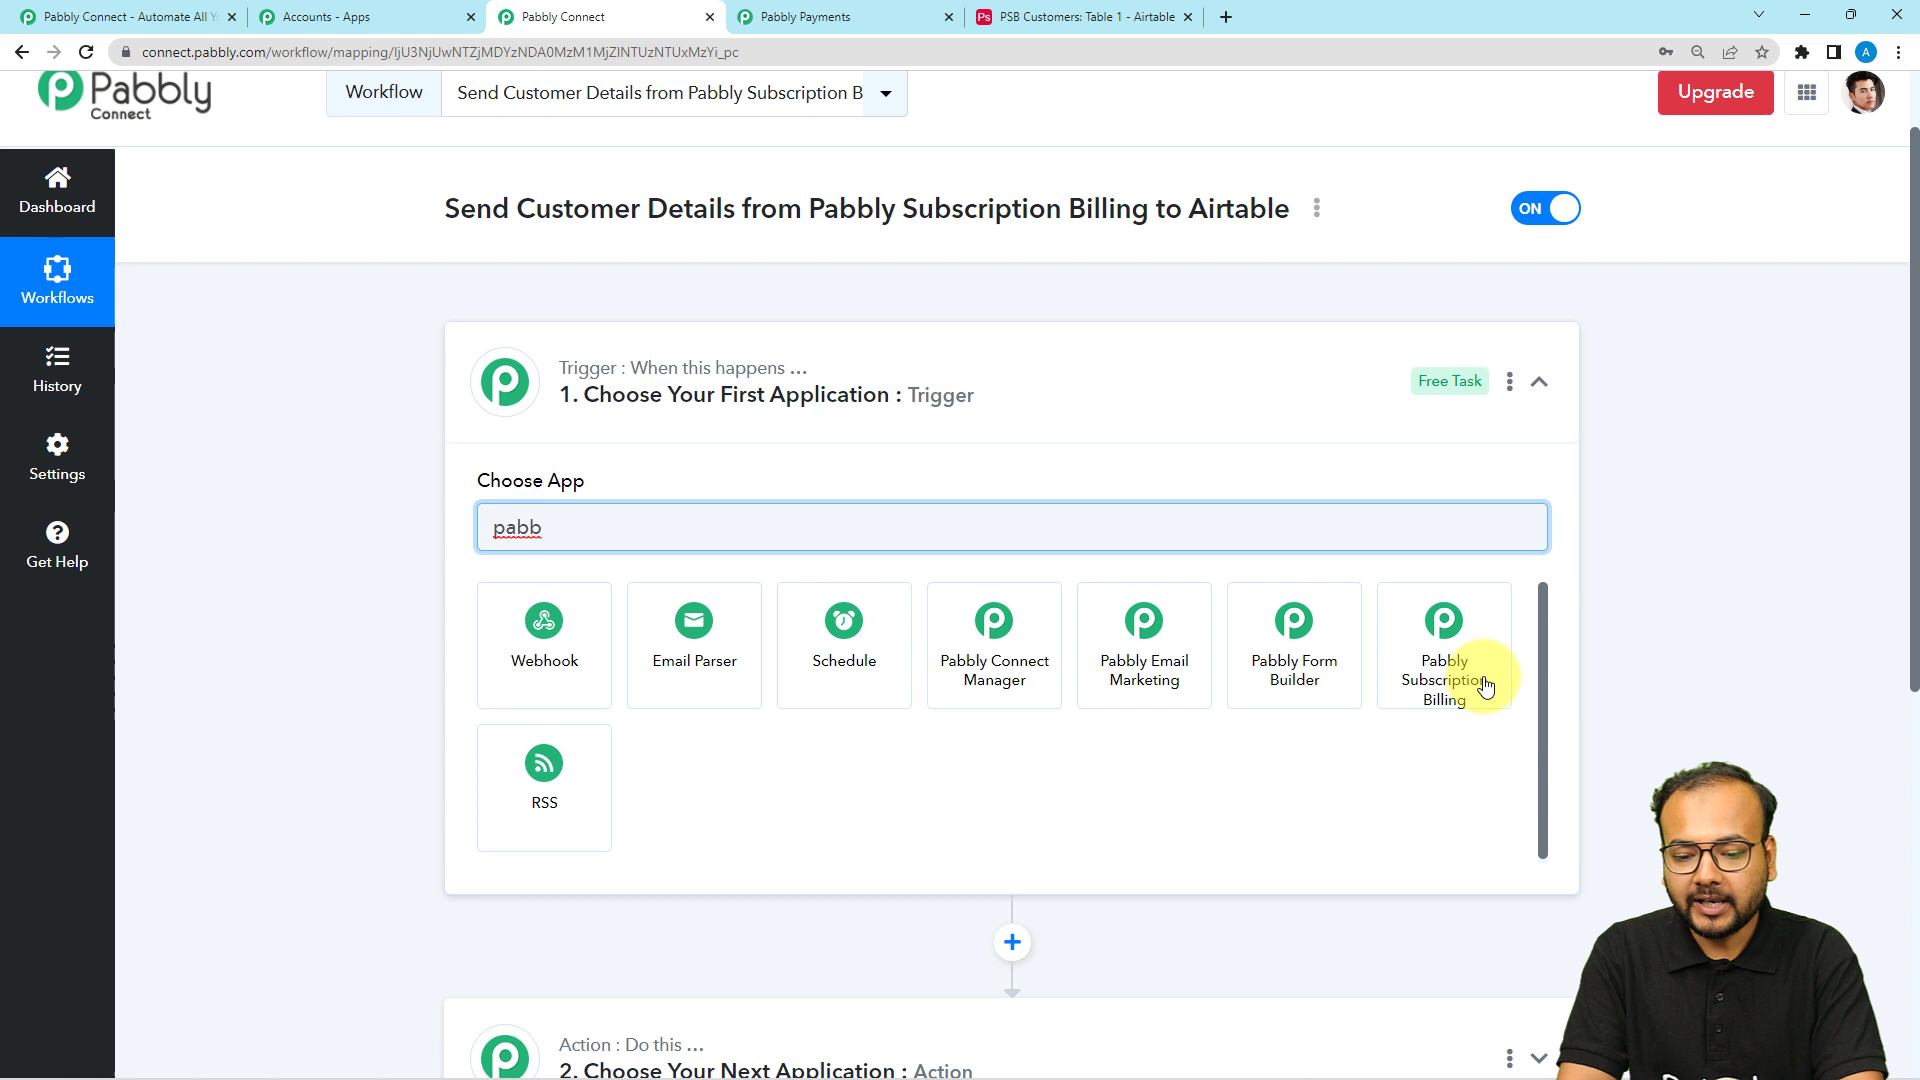 Pabbly Connect - Automate All Y
Accounts - Apps
Pabbly Connect
Pabbly Payments
Ps
PSB Customers: Table 1 - Airtable
connect.pabbly.com/workflow/mapping/IjU3NjUwNTZjMDYzNDA0MzM1MjZlNTUzNTUxMzYi_pc
A
Pabbly
Connect
Workflow
Send Customer Details from Pabbly Subscription B
Upgrade
Dashboard
Workflows
History
Settings
Get Help
Send Customer Details from Pabbly Subscription Billing to Airtable
ON
Trigger : When this happens ...
1. Choose Your First Application : Trigger
Free Task
Choose App
pabb
Webhook
Email Parser
Schedule
Pabbly Connect
Manager
Pabbly Email
Marketing
Pabbly Form
Builder
Pabbly
Subscription
Billing
RSS
Action : Do this ...
2. Choose Your Next Application : Action